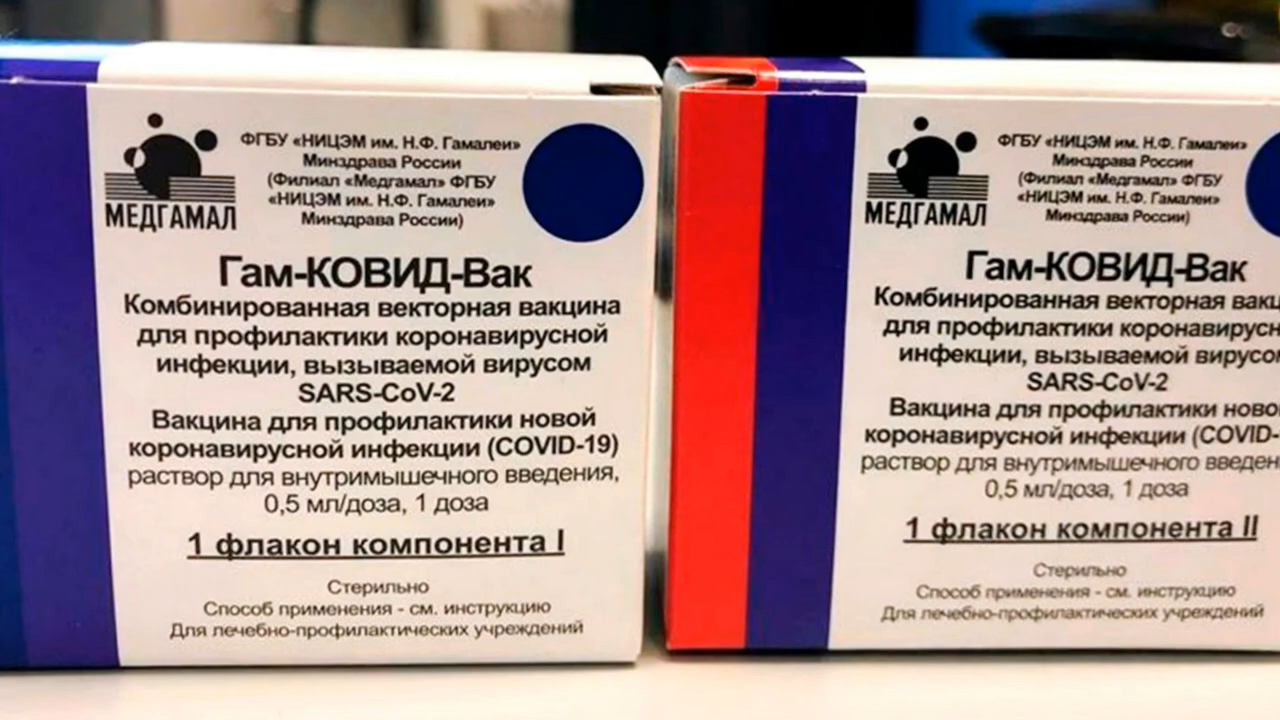 МЕДГАМАЛ
ФГБУ «НИЦЭМ им. Н.Ф. Гамалеи»
Минздрава России
(Филиал «Медгамал» ФГБУ
«НИЦЭМ им. Н.Ф. Гамалеи»
Минздрава России)
Гам-КОВИД-Вак
Комбинированная векторная вакцина
для профилактики коронавирусной
инфекции, вызываемой вирусом
SARS-CoV-2
Вакцина для профилактики новой
коронавирусной инфекции (COVID-19)
раствор для внутримышечного введения,
0,5 мл/доза, 1 доза
1 флакон компонента I
Стерильно
Способ применения - см. инструкцию
Для лечебно-профилактических учреждений
МЕДГАМАЛ
ФГБУ «НИЦЭМ им. Н.Ф. Гамалеи»
Минздрава России
(Филиал «Медгамал» ФГБУ
«НИЦЭМ им. Н.Ф. Гамалеи»
Минздрава России)
Гам-КОВИД-Вак
Комбинированная векторная вакц
для профилактики коронавирусн
инфекции, вызываемой вирусом
SARS-CoV-2
Вакцина для профилактики ново
коронавирусной инфекции (COVID-
раствор для внутримышечного введен
0,5 мл/доза, 1 доза
1 флакон компонента II
Стерильно
Способ применения - см. инструкцию
Для лечебно-профилактических учреждений